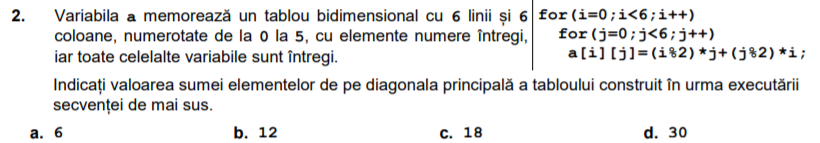 2. Variabila a memorează un tablou bidimensional cu 6 linii și 6
coloane, numerotate de la 0 la 5, cu elemente numere întregi,
iar toate celelalte variabile sunt întregi.
for(i=0;i<6;i++)
for(j=0;j<6;j++)
a[i][j]=(i%2)*j+(j%2)*i;
Indicați valoarea sumei elementelor de pe diagonala principală a tabloului construit în urma executării
secvenței de mai sus.
a. 6 b. 12 c. 18 d. 30